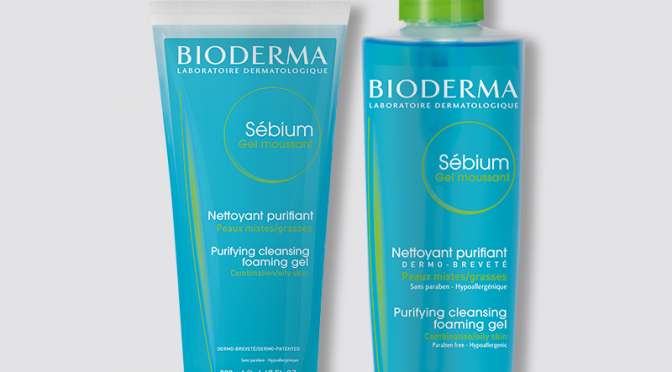 BIODERMA
LABORATOIRE DERMATOLOGIQUE
Sébium
Gel moussant
Nettoyant purifiant
Peaux mixtes/grasses
Purifying cleansing
foaming gel
Combination/oily skin
DERMO-BREVETÉ/DERMO-PATENTED
Sans paraben - Hypoallergénique
BIODERMA
LABORATOIRE DERMATOLOGIQUE
Sébium
Gel moussant
Nettoyant purifiant
DERMO-BREVETÉ
Peaux mixtes/grasses
Sans paraben - Hypoallergénique
Purifying cleansing
foaming gel
Combination/oily skin
Paraben free - Hypoallergenic